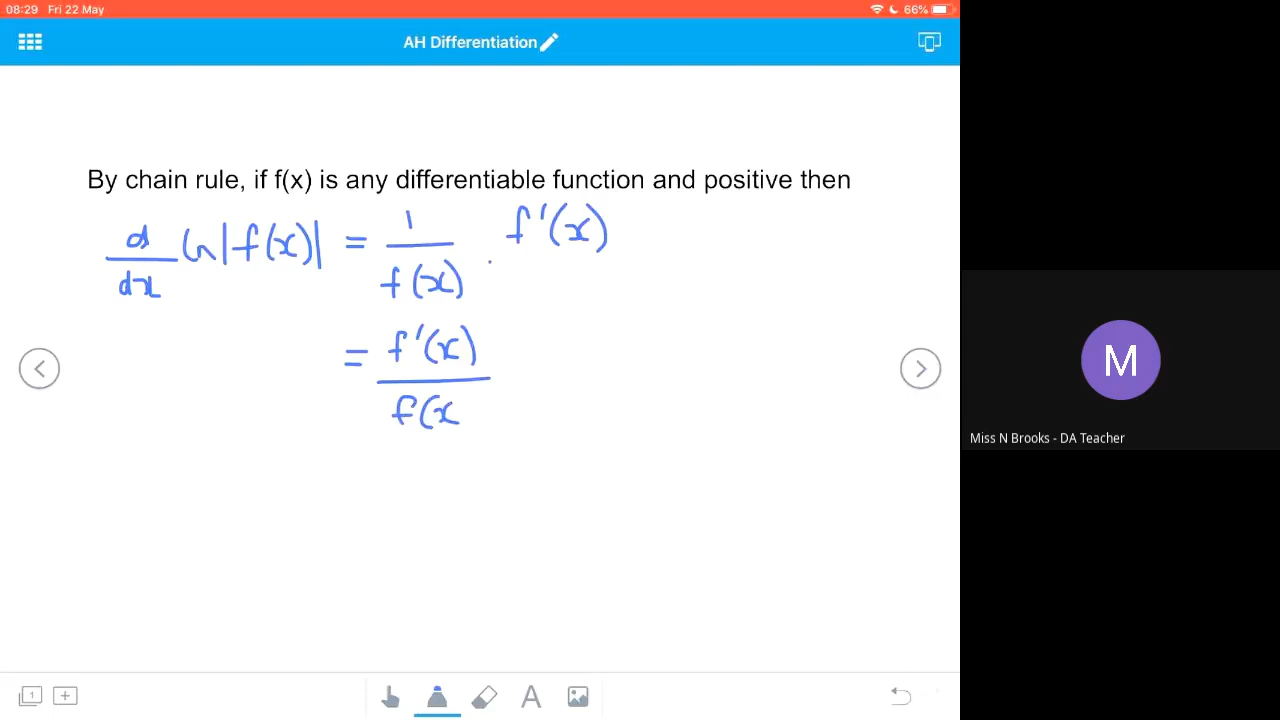 08:29 Fri 22 May 66%
AH Differentiation
By chain rule, if f(x) is any differentiable function and positive then
d/dx ln|f(x)| = 1/f(x) . f'(x)
= f'(x)/f(x
M
Miss N Brooks - DA Teacher
1
A